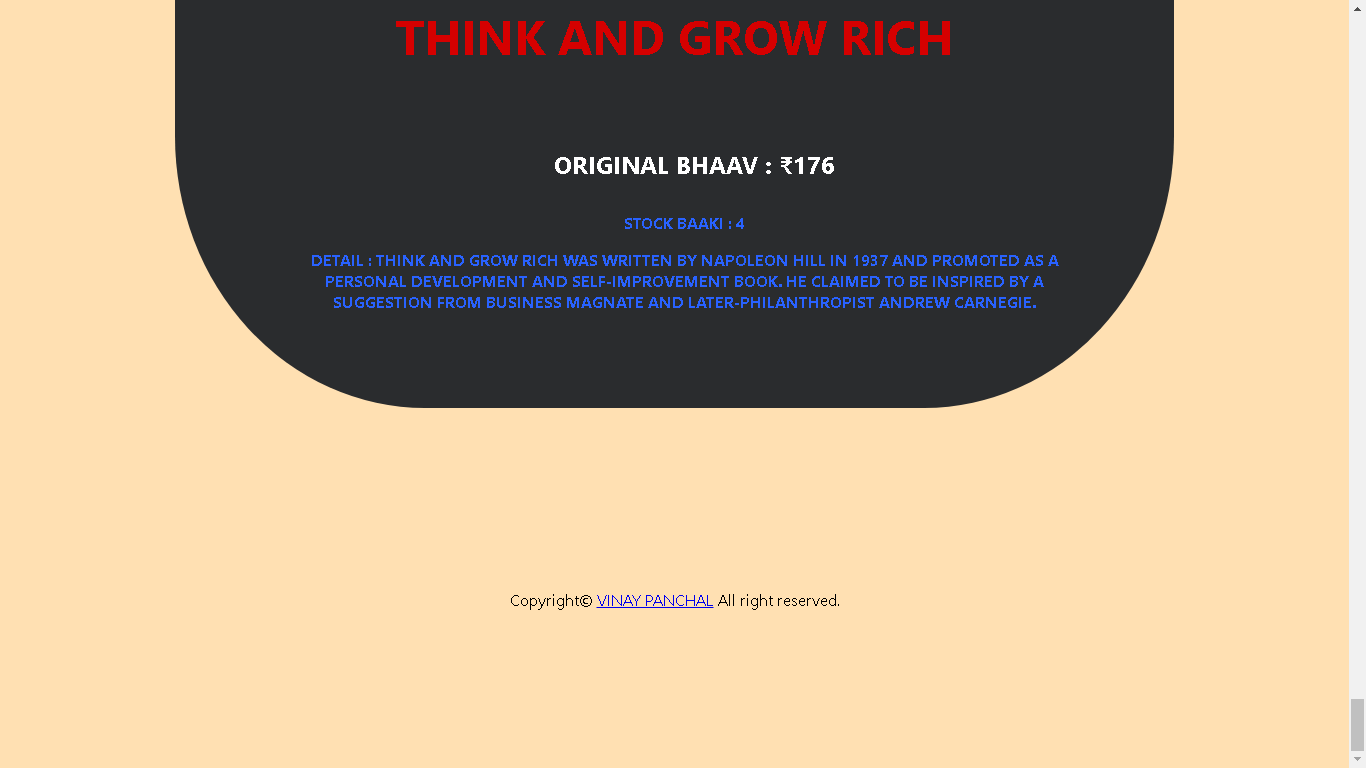 THINK AND GROW RICH
ORIGINAL BHAAV : ₹176
STOCK BAAKI : 4
DETAIL : THINK AND GROW RICH WAS WRITTEN BY NAPOLEON HILL IN 1937 AND PROMOTED AS A
PERSONAL DEVELOPMENT AND SELF-IMPROVEMENT BOOK. HE CLAIMED TO BE INSPIRED BY A
SUGGESTION FROM BUSINESS MAGNATE AND LATER-PHILANTHROPIST ANDREW CARNEGIE.
Copyright© VINAY PANCHAL All right reserved.